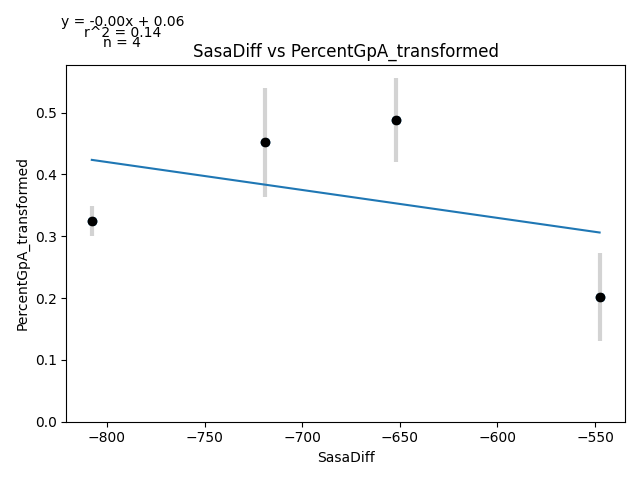 y = -0.00x + 0.06
r^2 = 0.14
n = 4
SasaDiff vs PercentGpA_transformed
PercentGpA_transformed
0.5
0.4
0.3
0.2
0.1
0.0
−800
−750
−700
−650
−600
−550
SasaDiff